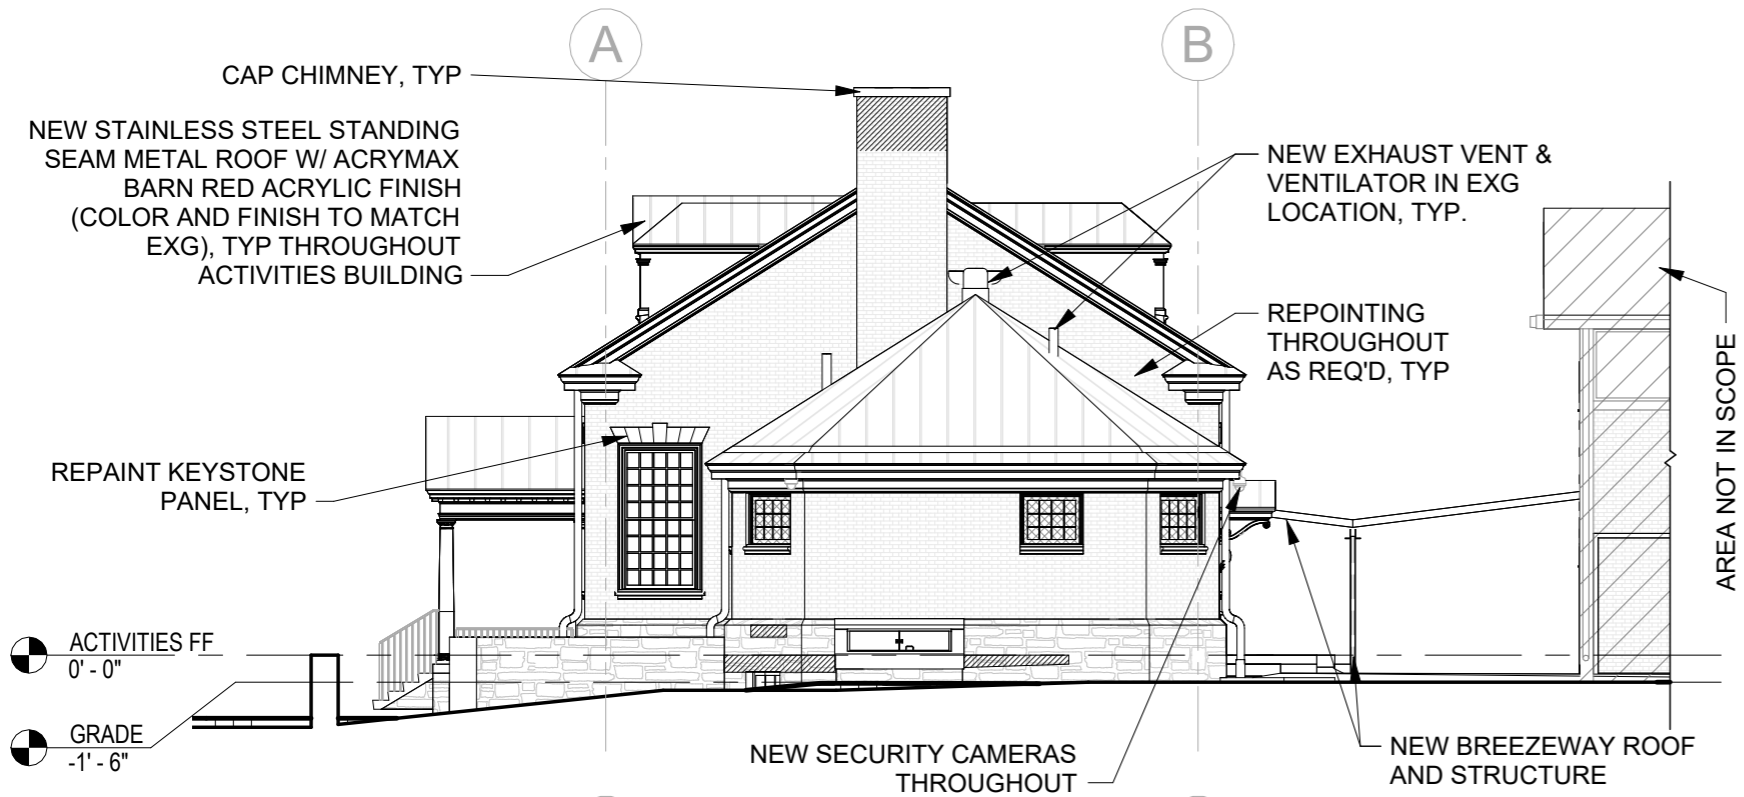 A
B
CAP CHIMNEY, TYP
NEW STAINLESS STEEL STANDING
SEAM METAL ROOF W/ ACRYMAX
BARN RED ACRYLIC FINISH
(COLOR AND FINISH TO MATCH
EXG), TYP THROUGHOUT
ACTIVITIES BUILDING
NEW EXHAUST VENT &
VENTILATOR IN EXG
LOCATION, TYP.
REPOINTING
THROUGHOUT
AS REQ'D, TYP
AREA NOT IN SCOPE
REPAINT KEYSTONE
PANEL, TYP
ACTIVITIES FF
0' - 0"
GRADE
-1' - 6"
NEW SECURITY CAMERAS
THROUGHOUT
NEW BREEZEWAY ROOF
AND STRUCTURE